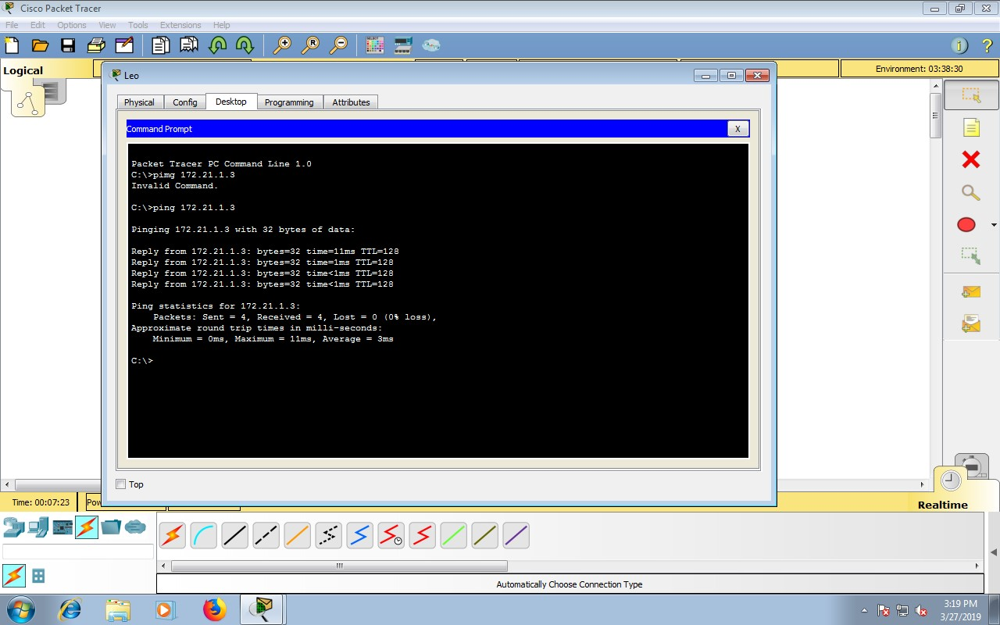 Cisco Packet Tracer
File Edit Options View Tools Extensions Help
Logical
Environment: 03:38:30
Leo
Physical Config Desktop Programming Attributes
Command Prompt
X
Packet Tracer PC Command Line 1.0
C:\>pimg 172.21.1.3
Invalid Command.
C:\>ping 172.21.1.3
Pinging 172.21.1.3 with 32 bytes of data:
Reply from 172.21.1.3: bytes=32 time=11ms TTL=128
Reply from 172.21.1.3: bytes=32 time=1ms TTL=128
Reply from 172.21.1.3: bytes=32 time<1ms TTL=128
Reply from 172.21.1.3: bytes=32 time<1ms TTL=128
Ping statistics for 172.21.1.3:
Packets: Sent = 4, Received = 4, Lost = 0 (0% loss),
Approximate round trip times in milli-seconds:
Minimum = 0ms, Maximum = 11ms, Average = 3ms
C:\>
Top
Time: 00:07:23
Pow
Realtime
Automatically Choose Connection Type
3:19 PM
3/27/2019